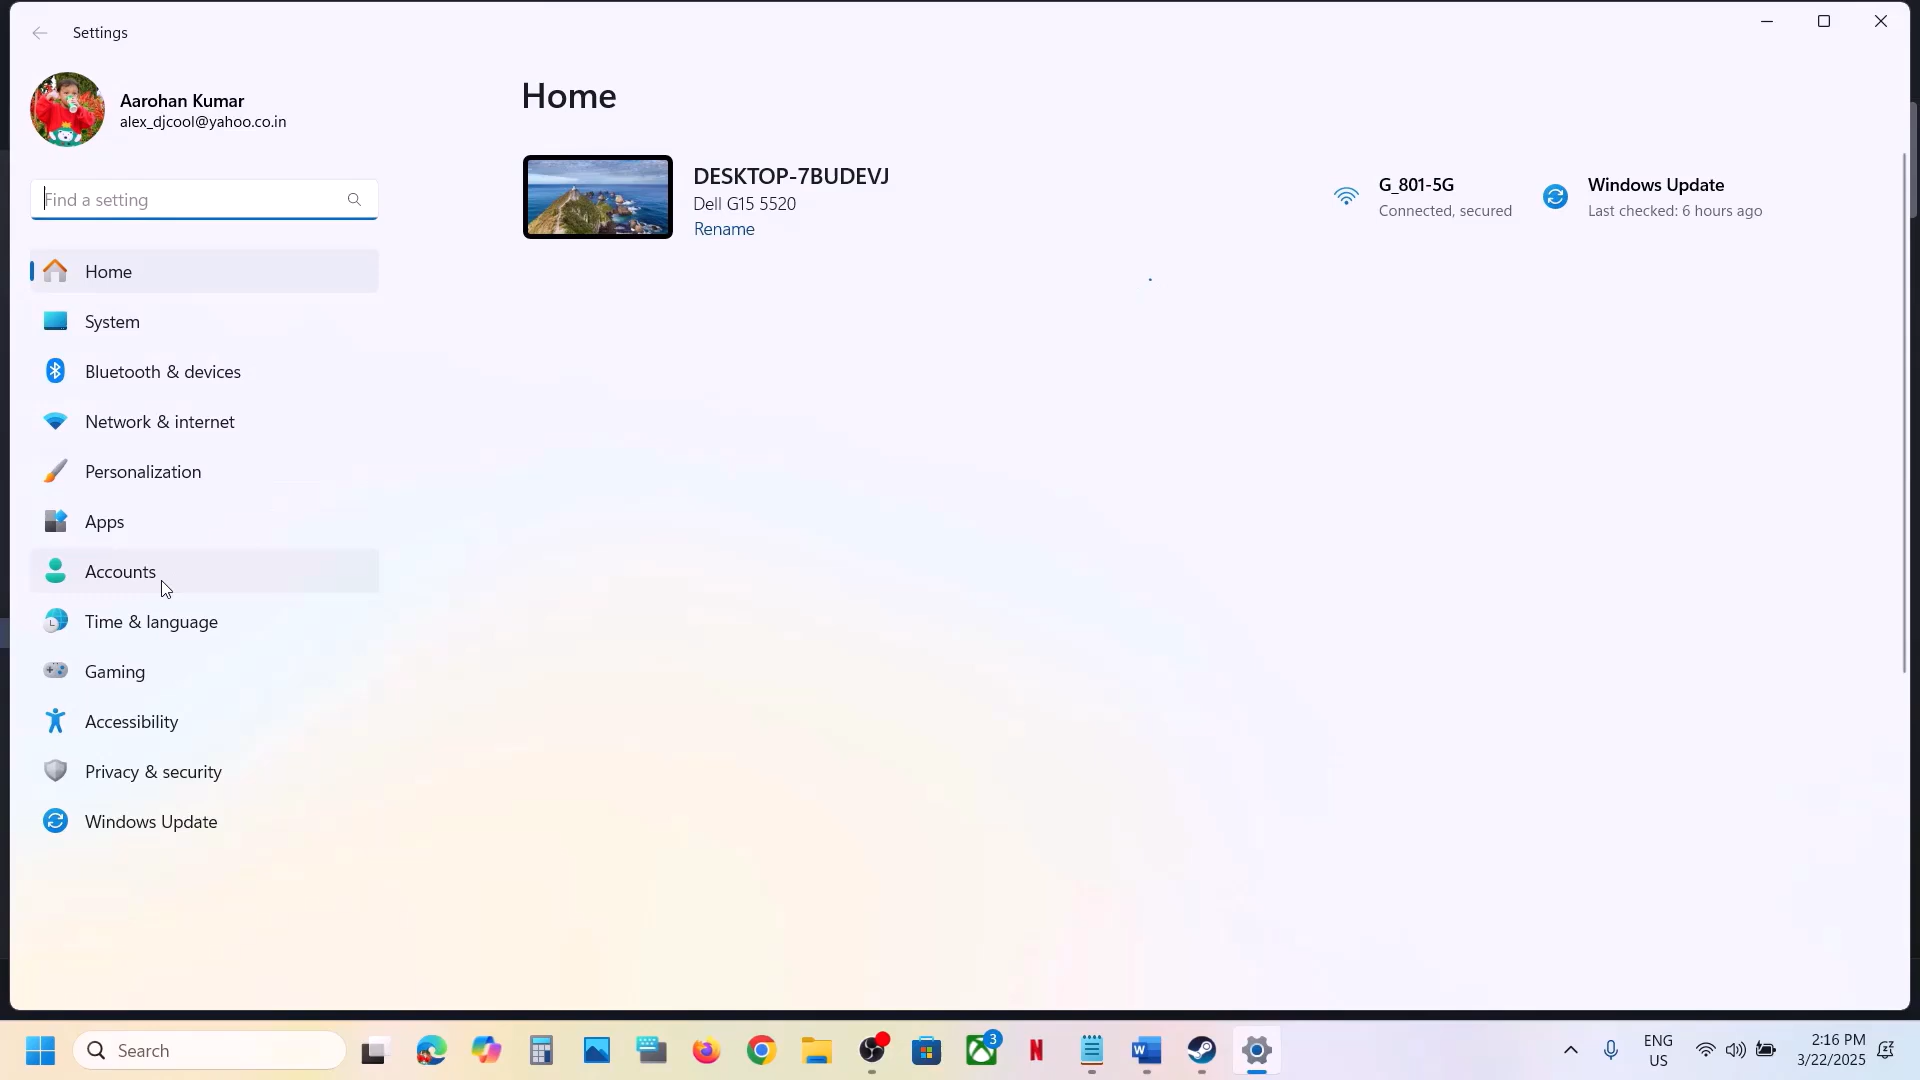 Settings
Aarohan Kumar
alex_djcool@yahoo.co.in
Find a setting
Home
System
Bluetooth & devices
Network & internet
Personalization
Apps
Accounts
Time & language
Gaming
Accessibility
Privacy & security
Windows Update
Home
DESKTOP-7BUDEVJ
Dell G15 5520
Rename
G_801-5G
Connected, secured
Windows Update
Last checked: 6 hours ago
Search
3
ENG
US
2:16 PM
3/22/2025